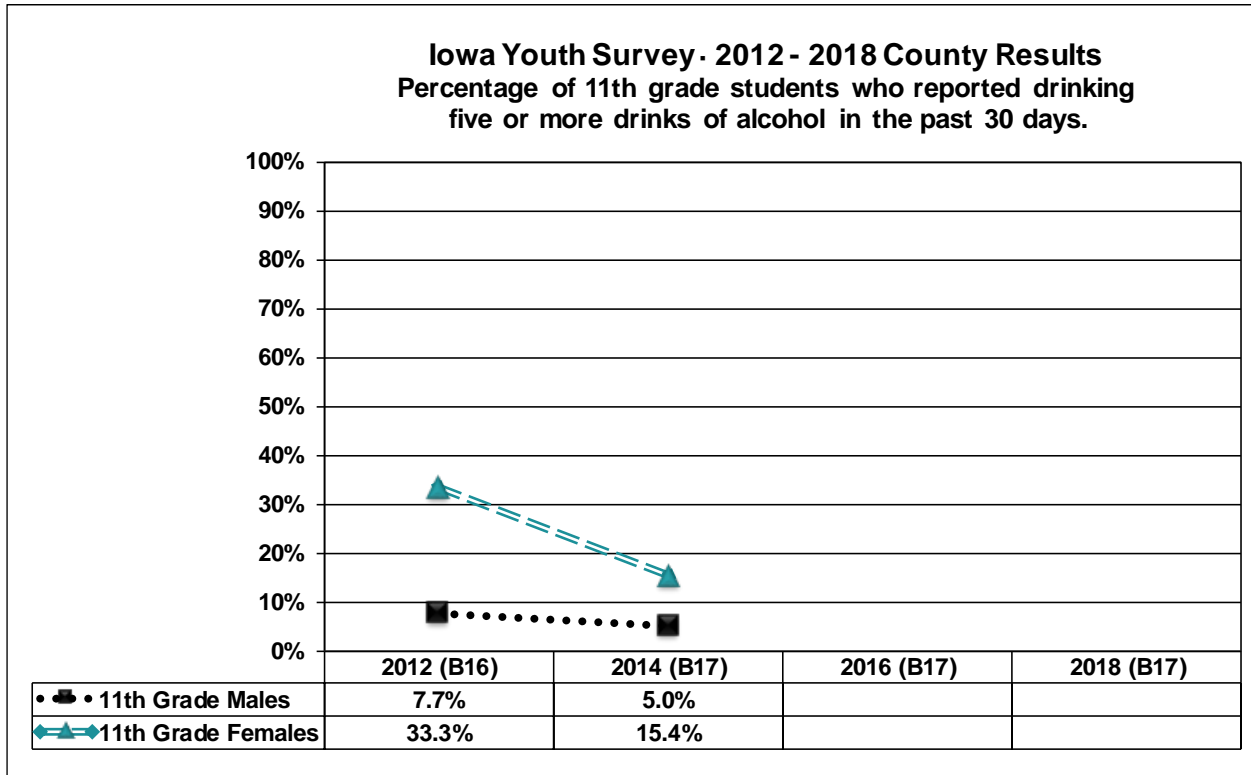 Iowa Youth Survey · 2012 - 2018 County Results
Percentage of 11th grade students who reported drinking
five or more drinks of alcohol in the past 30 days.
100%
90%
80%
70%
60%
50%
40%
30%
20%
10%
0%
2012 (B16) 2014 (B17) 2016 (B17) 2018 (B17)
11th Grade Males 7.7% 5.0%
11th Grade Females 33.3% 15.4%